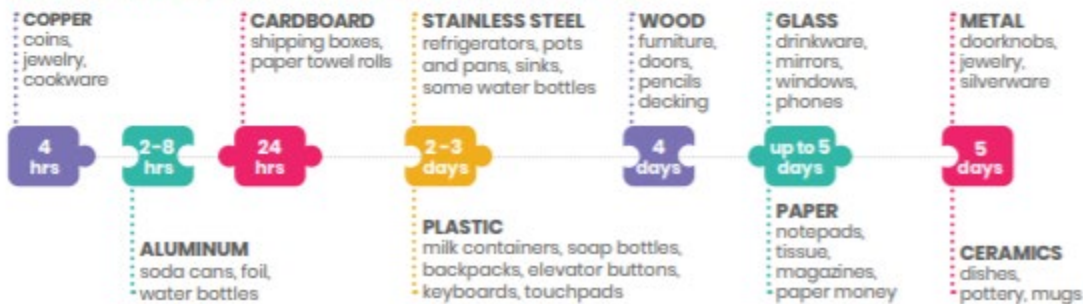 COPPER
coins,
jewelry,
cookware
CARDBOARD
shipping boxes,
paper towel rolls
STAINLESS STEEL
refrigerators, pots
and pans, sinks,
some water bottles
WOOD
furniture,
doors,
pencils
decking
GLASS
drinkware,
mirrors,
windows,
phones
METAL
doorknobs,
jewelry,
silverware
4
hrs
2-8
hrs
24
hrs
2-3
days
4
days
up to 5
days
5
days
ALUMINUM
soda cans, foil,
water bottles
PLASTIC
milk containers, soap bottles,
backpacks, elevator buttons,
keyboards, touchpads
PAPER
notepads,
tissue,
magazines,
paper money
CERAMICS
dishes,
pottery, mugs